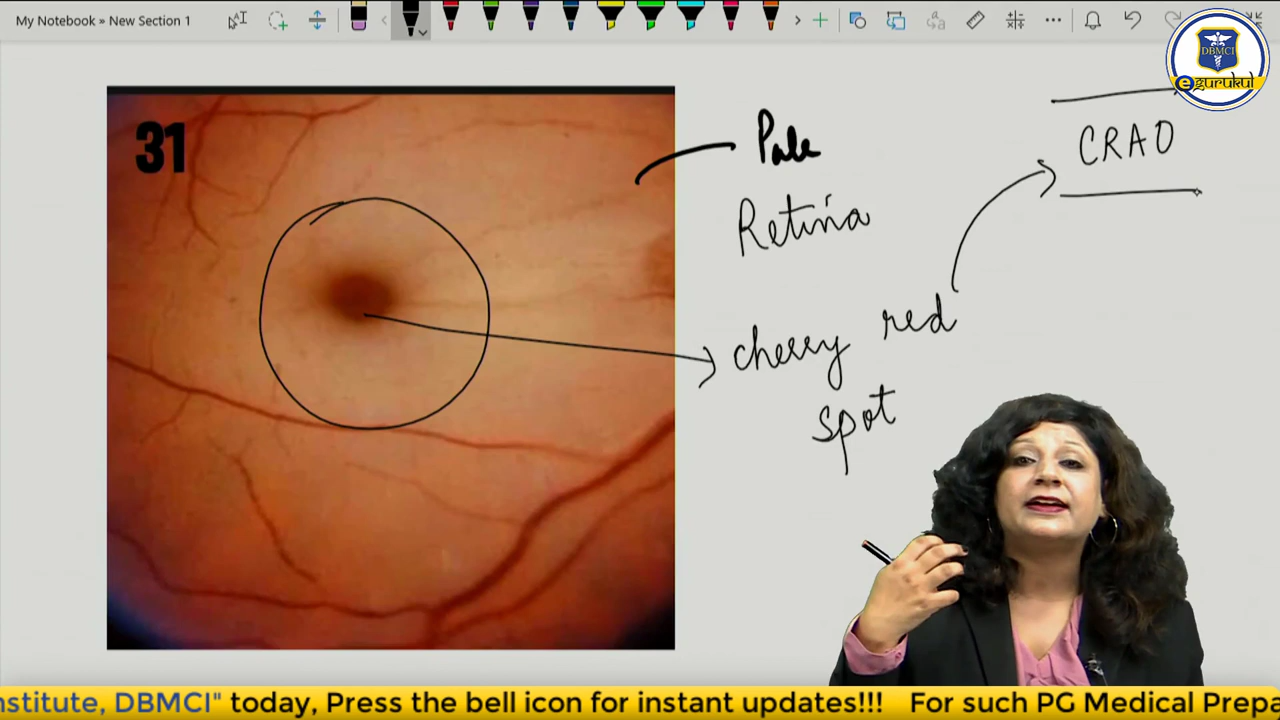 My Notebook » New Section 1
DBMCI
egurukul
31
Pale
Retina
CRAO
cherry red
spot
nstitute, DBMCI" today, Press the bell icon for instant updates!!! For such PG Medical Prepa